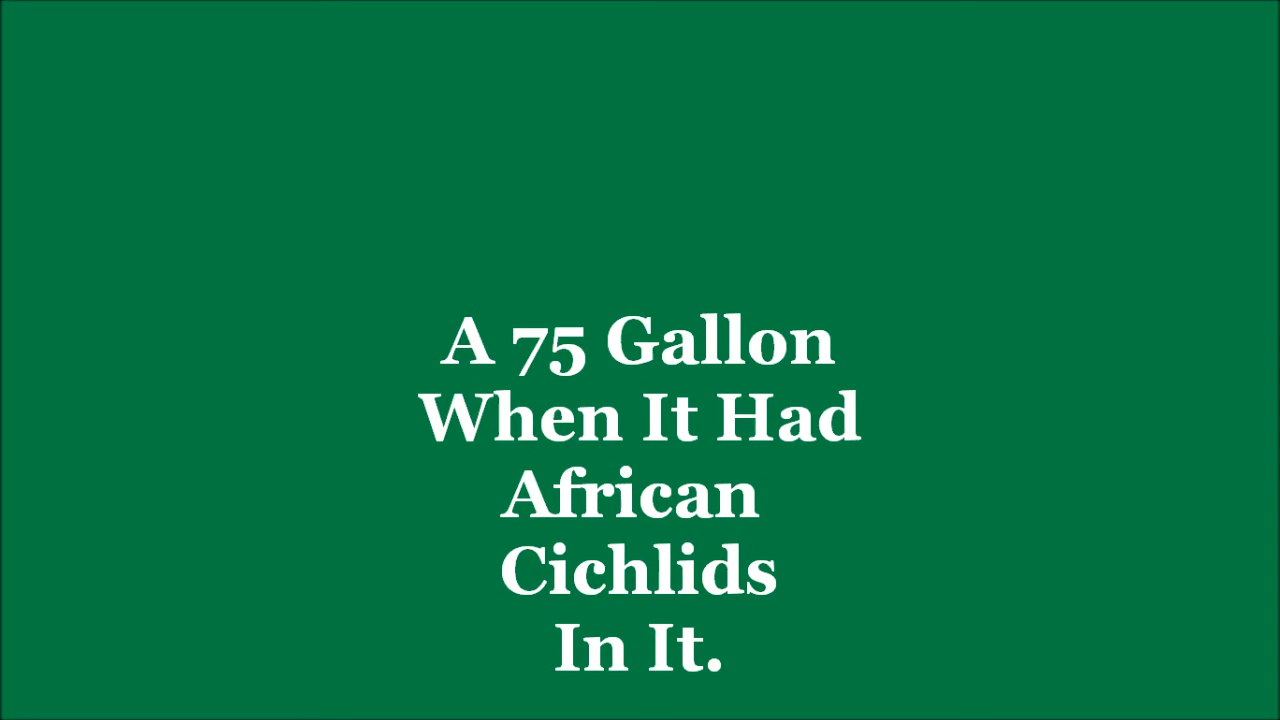 A 75 Gallon
When It Had
African
Cichlids
In It.